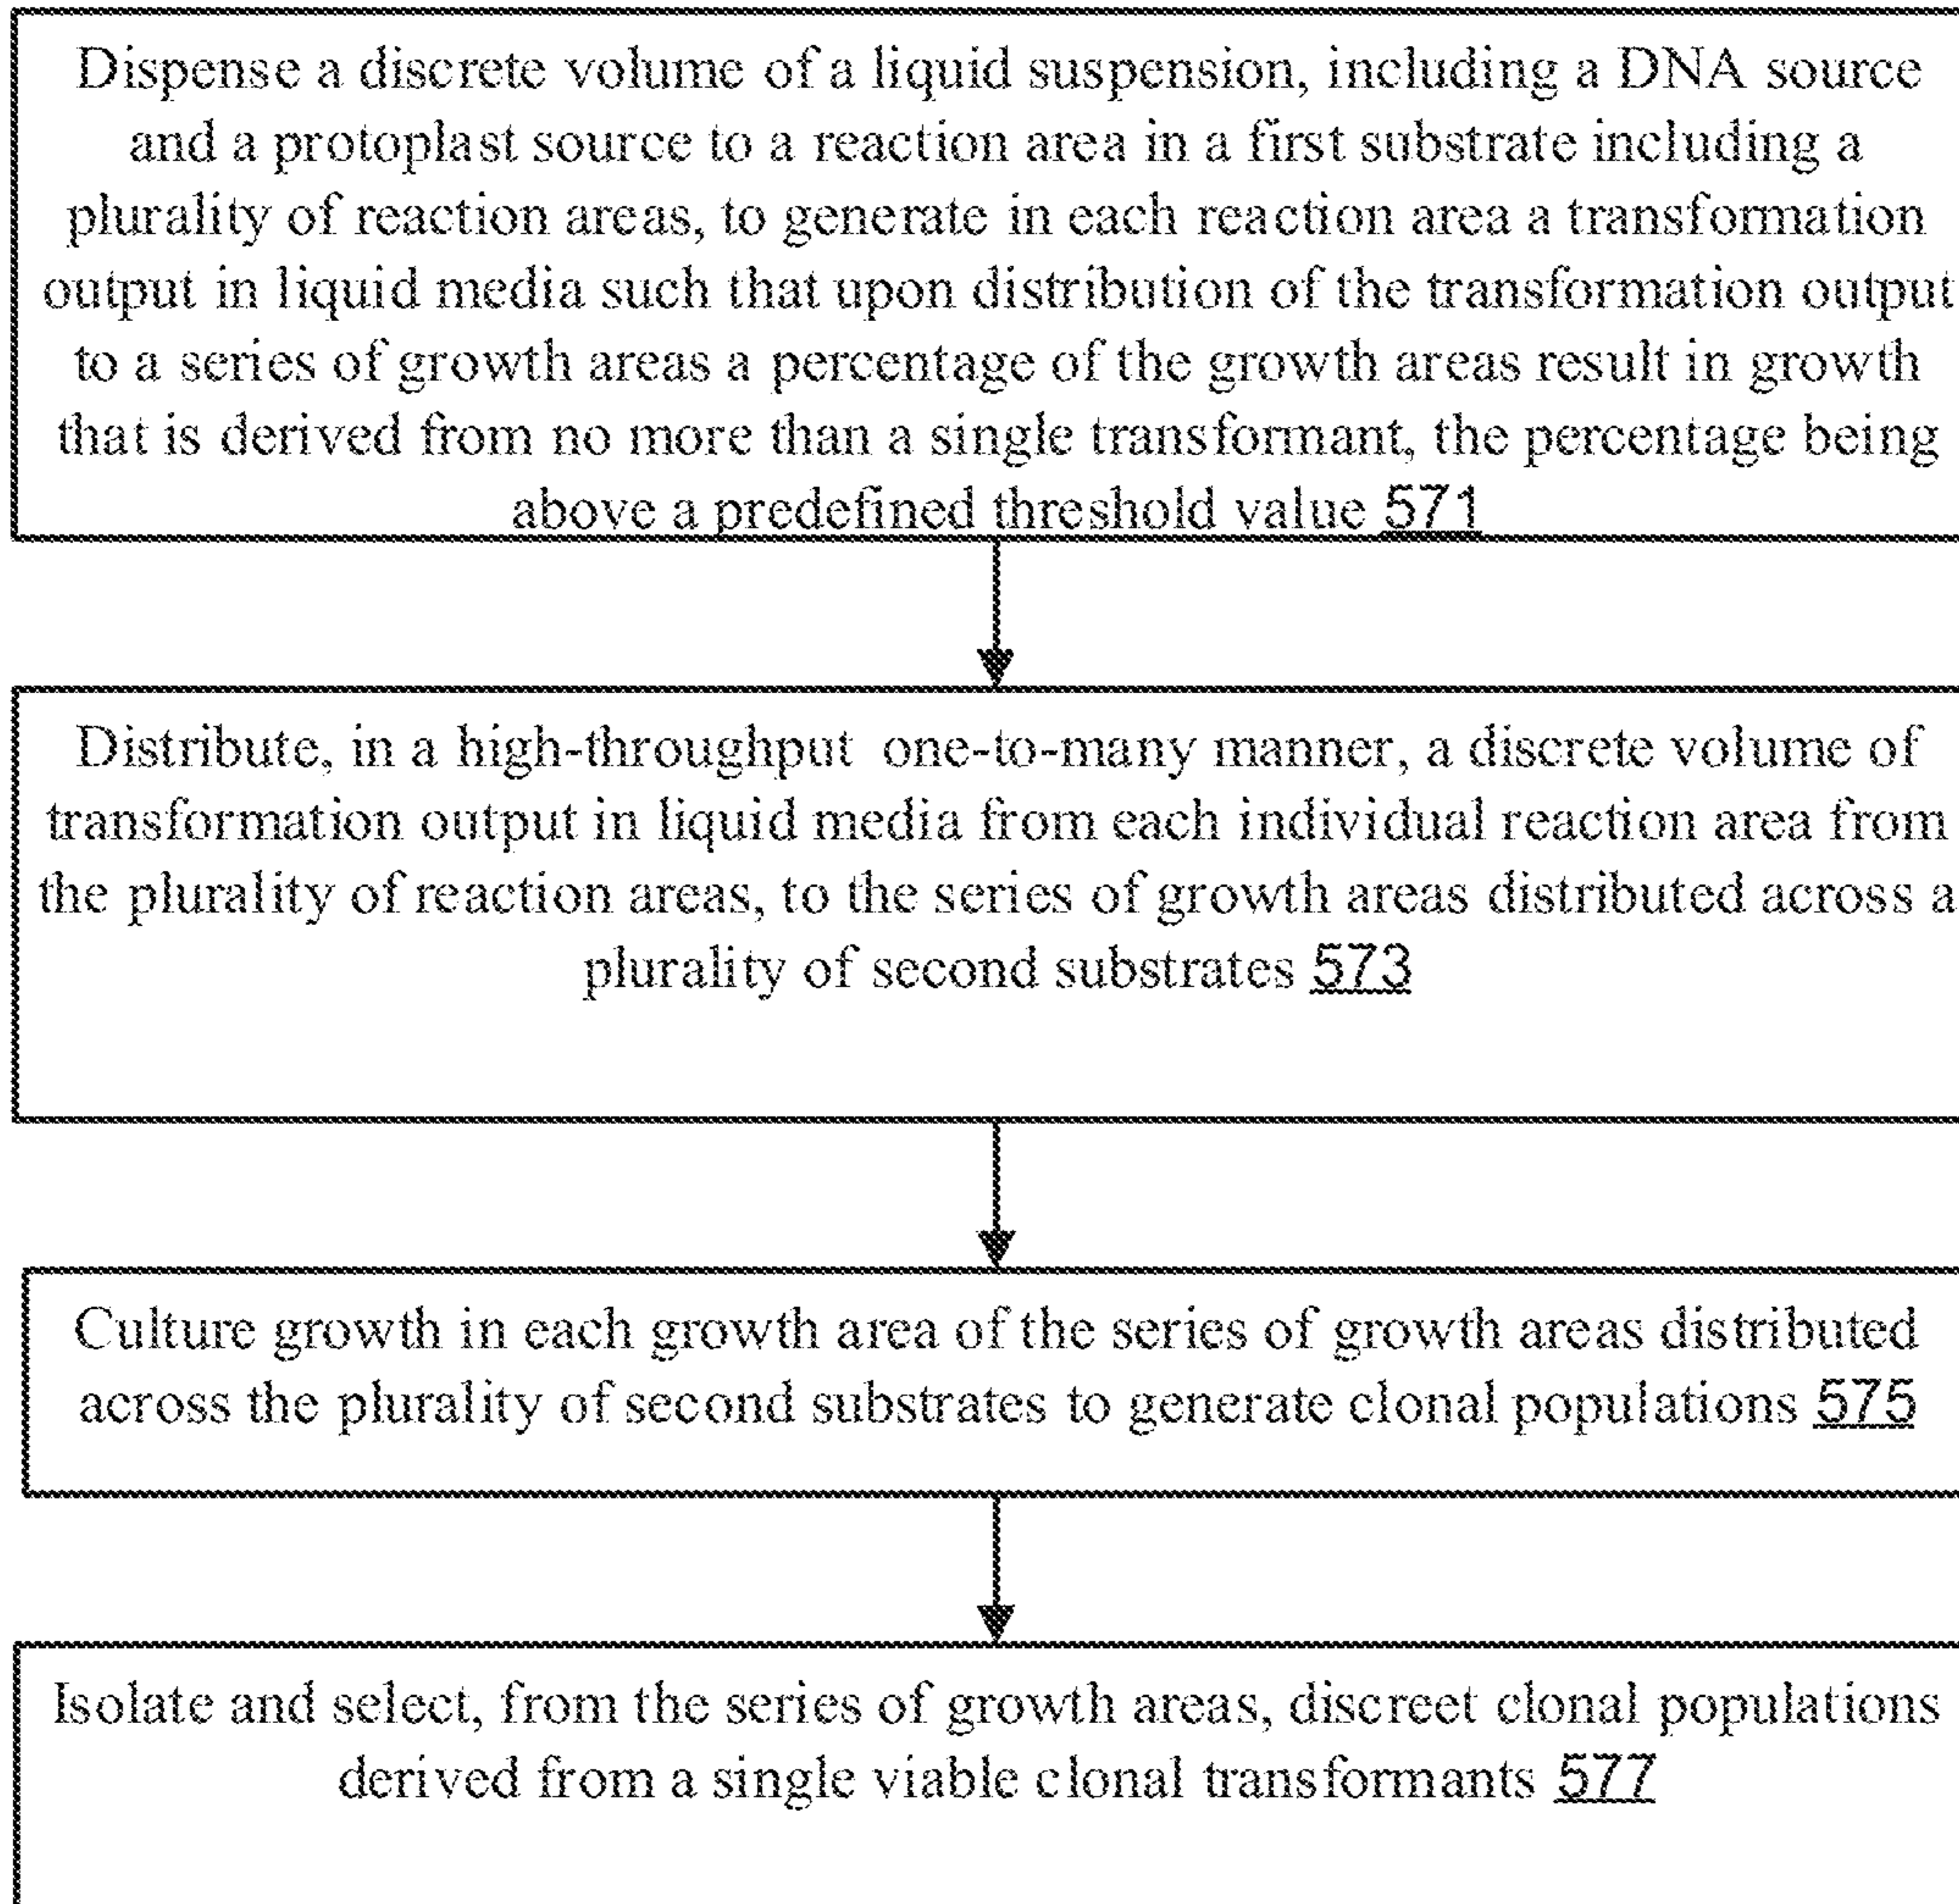 Dispense a discrete volume of a liquid suspension, including a DNA source
and a protoplast source to a reaction area in a first substrate including a
plurality of reaction areas, to generate in each reaction area a transformation
output in liquid media such that upon distribution of the transformation output
to a series of growth areas a percentage of the growth areas result in growth
that is derived from no more than a single transformant, the percentage being
above a predefined threshold value 571
Distribute, in a high-throughput one-to-many manner, a discrete volume of
transformation output in liquid media from each individual reaction area from
the plurality of reaction areas, to the series of growth areas distributed across a
plurality of second substrates 573
Culture growth in each growth area of the series of growth areas distributed
across the plurality of second substrates to generate clonal populations 575
Isolate and select, from the series of growth areas, discreet clonal populations
derived from a single viable clonal transformants 577